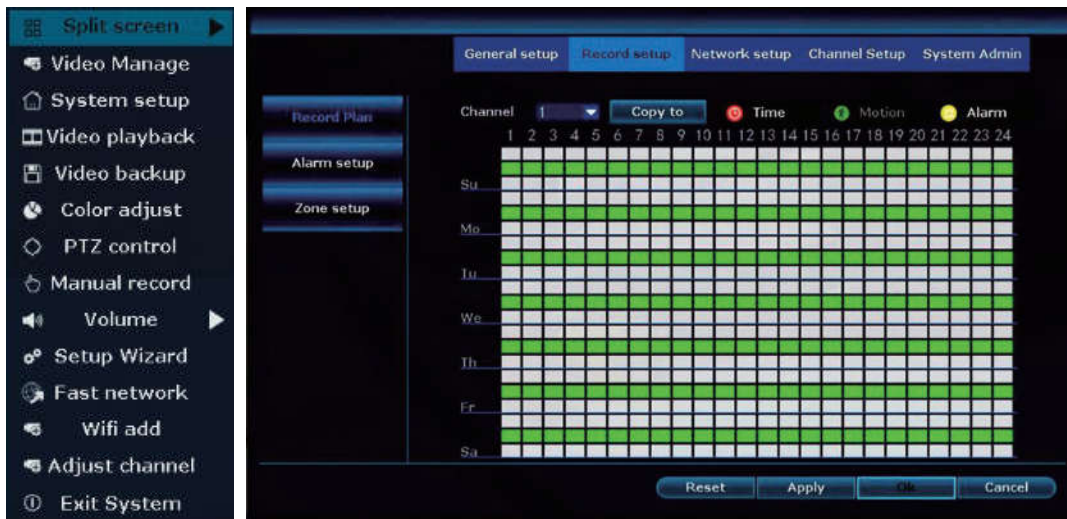 Split screen
Video Manage
System setup
Video playback
Video backup
Color adjust
PTZ control
Manual record
Volume
Setup Wizard
Fast network
Wifi add
Adjust channel
Exit System
General setup Record setup Network setup Channel Setup System Admin
Record Plan
Alarm setup
Zone setup
Channel 1 Copy to Time Motion Alarm
1 2 3 4 5 6 7 8 9 10 11 12 13 14 15 16 17 18 19 20 21 22 23 24
Su
Mo
Tu
We
Th
Fr
Sa
Reset Apply Ok Cancel